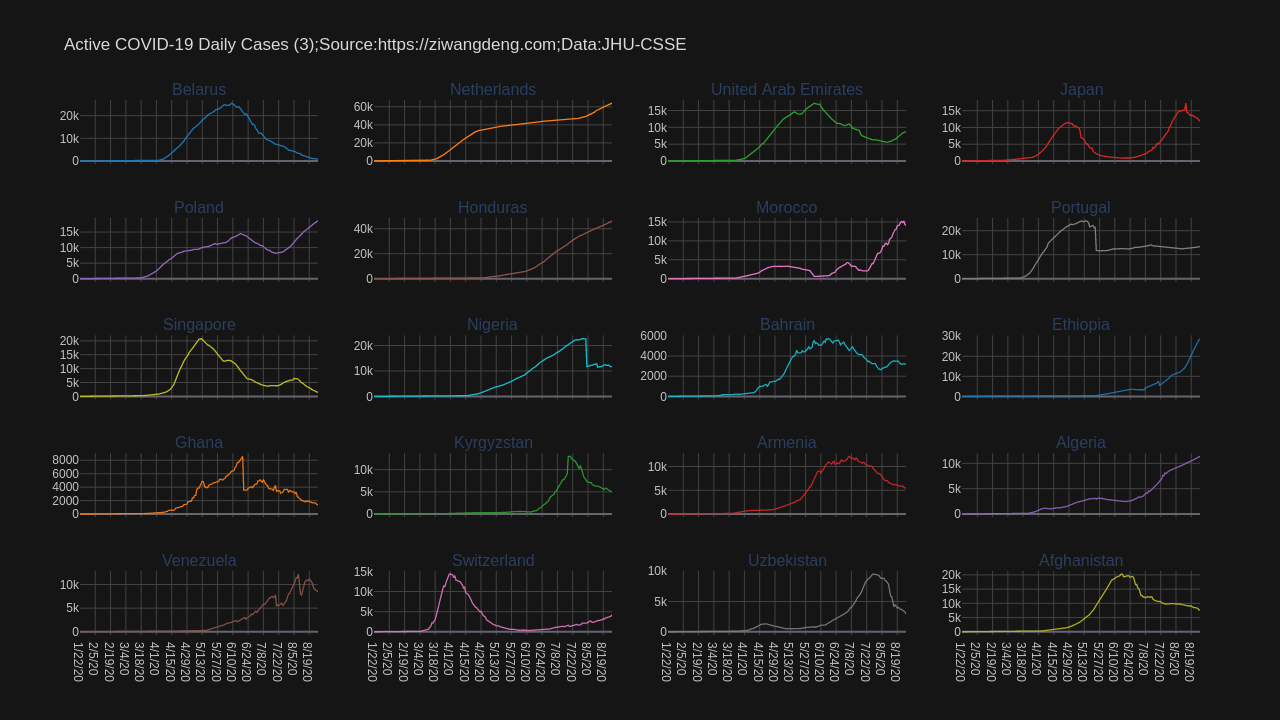 Active COVID-19 Daily Cases (3);Source:https://ziwangdeng.com;Data:JHU-CSSE
Belarus Netherlands United Arab Emirates Japan
20k 10k 0 60k 40k 20k 0 15k 10k 5k 0 15k 10k 5k 0
Poland Honduras Morocco Portugal
15k 10k 5k 0 40k 20k 0 15k 10k 5k 0 20k 10k 0
Singapore Nigeria Bahrain Ethiopia
20k 15k 10k 5k 0 20k 10k 0 6000 4000 2000 0 30k 20k 10k 0
Ghana Kyrgyzstan Armenia Algeria
8000 6000 4000 2000 0 10k 5k 0 10k 5k 0 10k 5k 0
Venezuela Switzerland Uzbekistan Afghanistan
10k 5k 0 15k 10k 5k 0 10k 5k 0 20k 15k 10k 5k 0
1/22/20 2/5/20 2/19/20 3/4/20 3/18/20 4/1/20 4/15/20 4/29/20 5/13/20 5/27/20 6/10/20 6/24/20 7/8/20 7/22/20 8/5/20 8/19/20
1/22/20 2/5/20 2/19/20 3/4/20 3/18/20 4/1/20 4/15/20 4/29/20 5/13/20 5/27/20 6/10/20 6/24/20 7/8/20 7/22/20 8/5/20 8/19/20
1/22/20 2/5/20 2/19/20 3/4/20 3/18/20 4/1/20 4/15/20 4/29/20 5/13/20 5/27/20 6/10/20 6/24/20 7/8/20 7/22/20 8/5/20 8/19/20
1/22/20 2/5/20 2/19/20 3/4/20 3/18/20 4/1/20 4/15/20 4/29/20 5/13/20 5/27/20 6/10/20 6/24/20 7/8/20 7/22/20 8/5/20 8/19/20